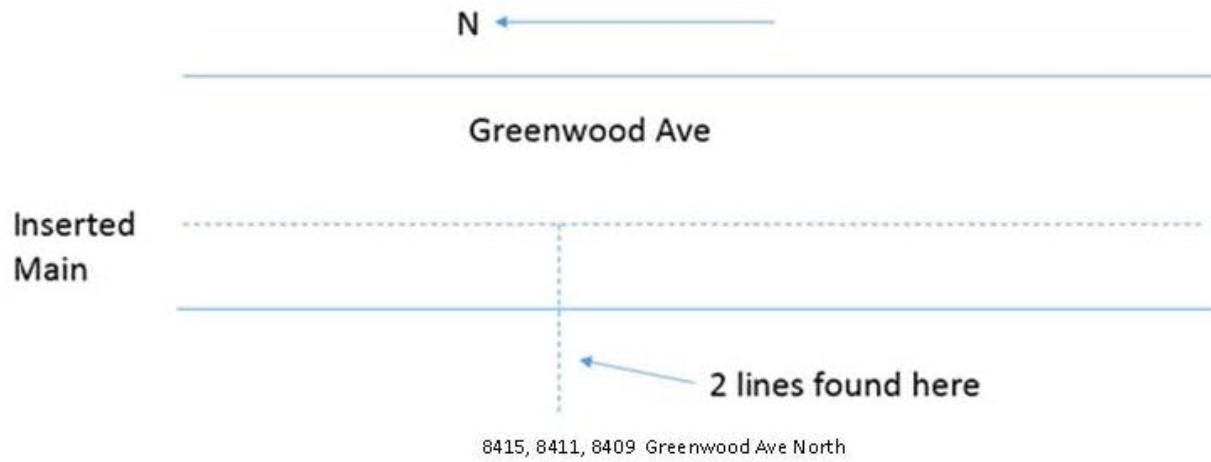 N
Greenwood Ave
Inserted
Main
2 lines found here
8415, 8411, 8409 Greenwood Ave North